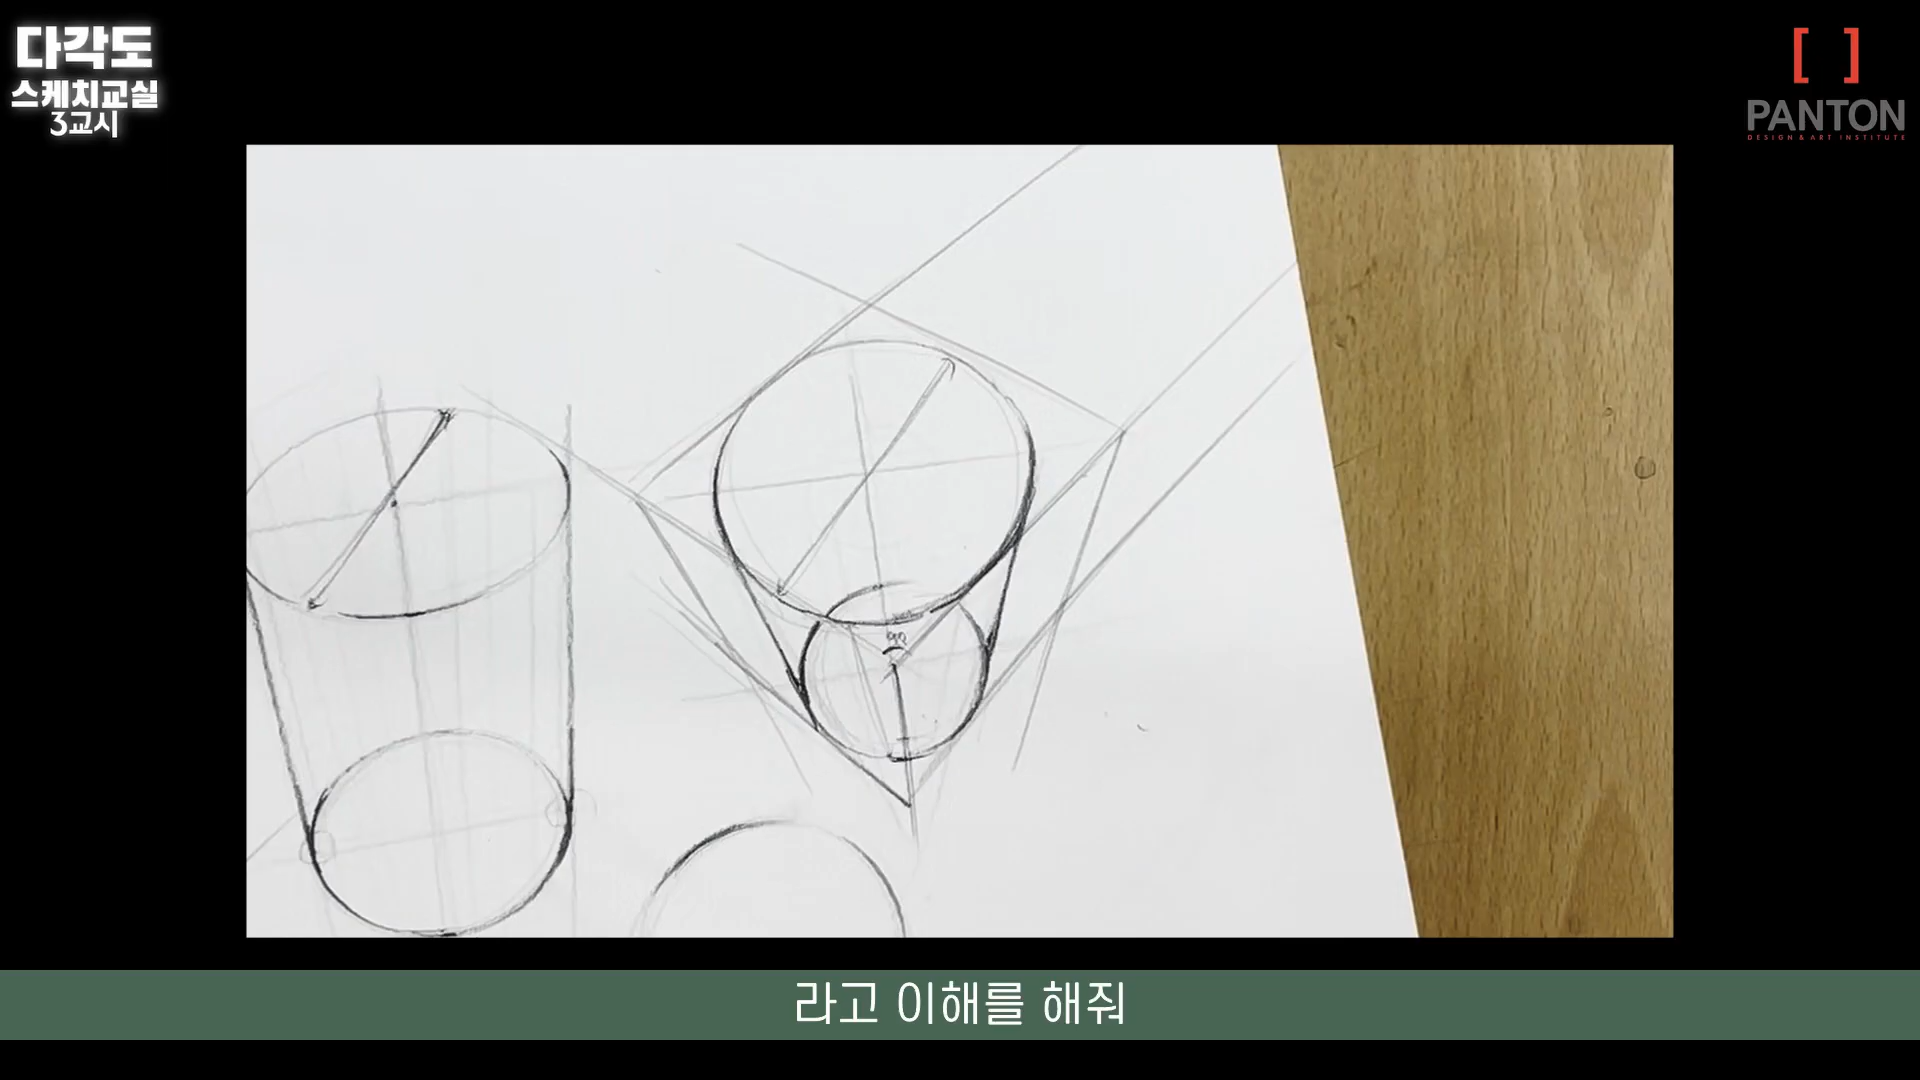 다각도
스케치교실
3교시
[ ]
PANTON
DESIGN & ART INSTITUTE
라고 이해를 해줘